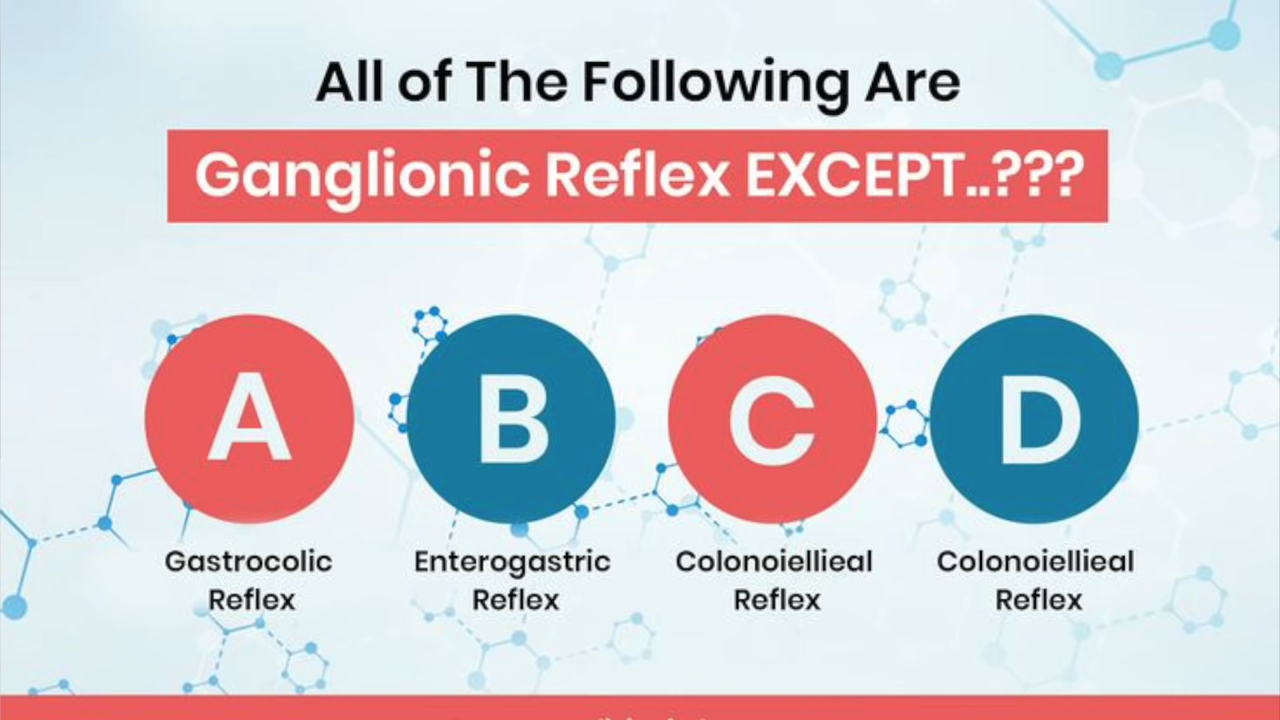 All of The Following Are
Ganglionic Reflex EXCEPT..???
A
B
C
D
Gastrocolic
Reflex
Enterogastric
Reflex
Colonoiellieal
Reflex
Colonoiellieal
Reflex